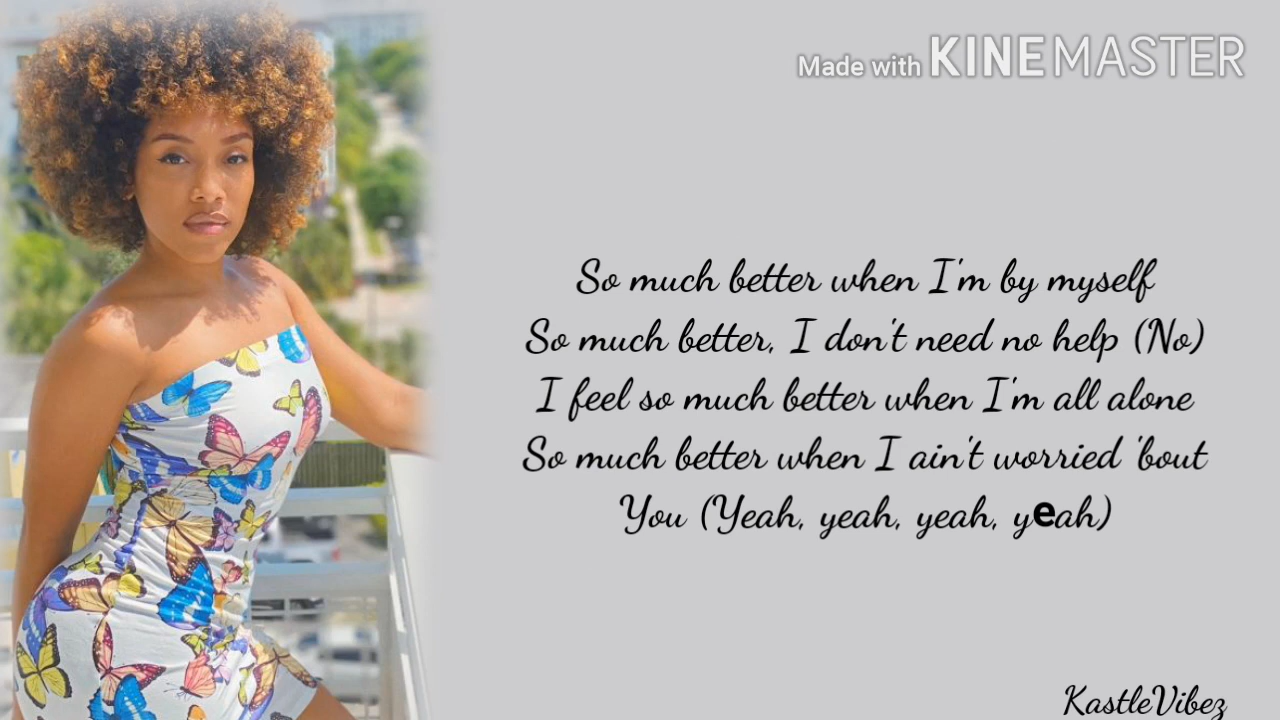 Made with KINEMASTER
So much better when I'm by myself
So much better, I don't need no help (No)
I feel so much better when I'm all alone
So much better when I ain't worried 'bout
You (Yeah, yeah, yeah, yeah)
KastleVibez